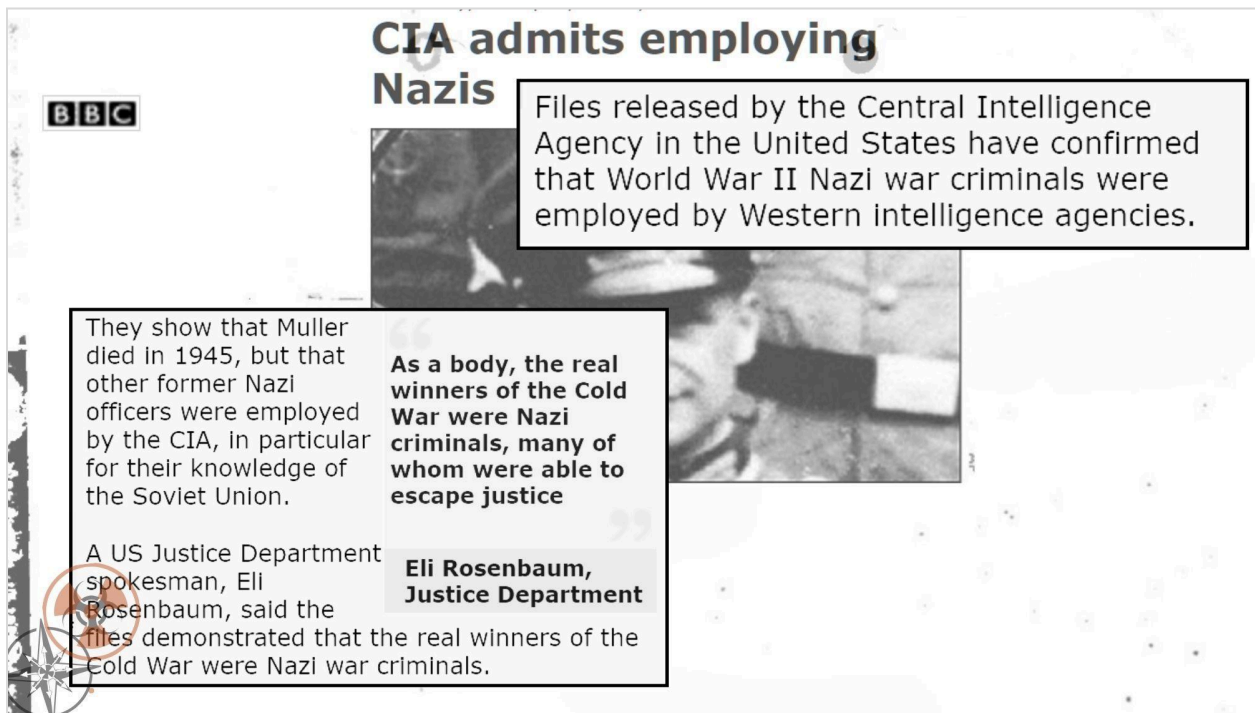 CIA admits employing
Nazis
BBC
Files released by the Central Intelligence
Agency in the United States have confirmed
that World War II Nazi war criminals were
employed by Western intelligence agencies.
They show that Muller
died in 1945, but that
other former Nazi
officers were employed
by the CIA, in particular
for their knowledge of
the Soviet Union.
A US Justice Department
spokesman, Eli
Rosenbaum, said the
files demonstrated that the real winners of the
Cold War were Nazi war criminals.
“
As a body, the real
winners of the Cold
War were Nazi
criminals, many of
whom were able to
escape justice
”
Eli Rosenbaum,
Justice Department